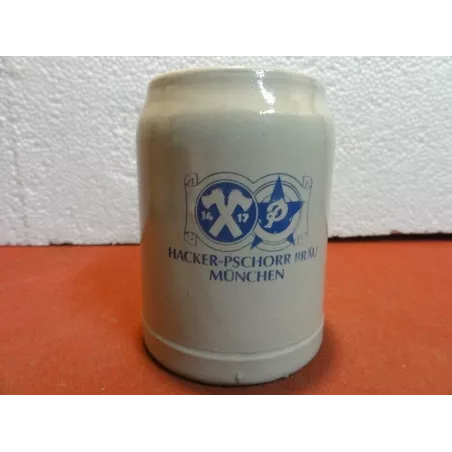 14 17
HACKER-PSCHORR BRÄU
MÜNCHEN